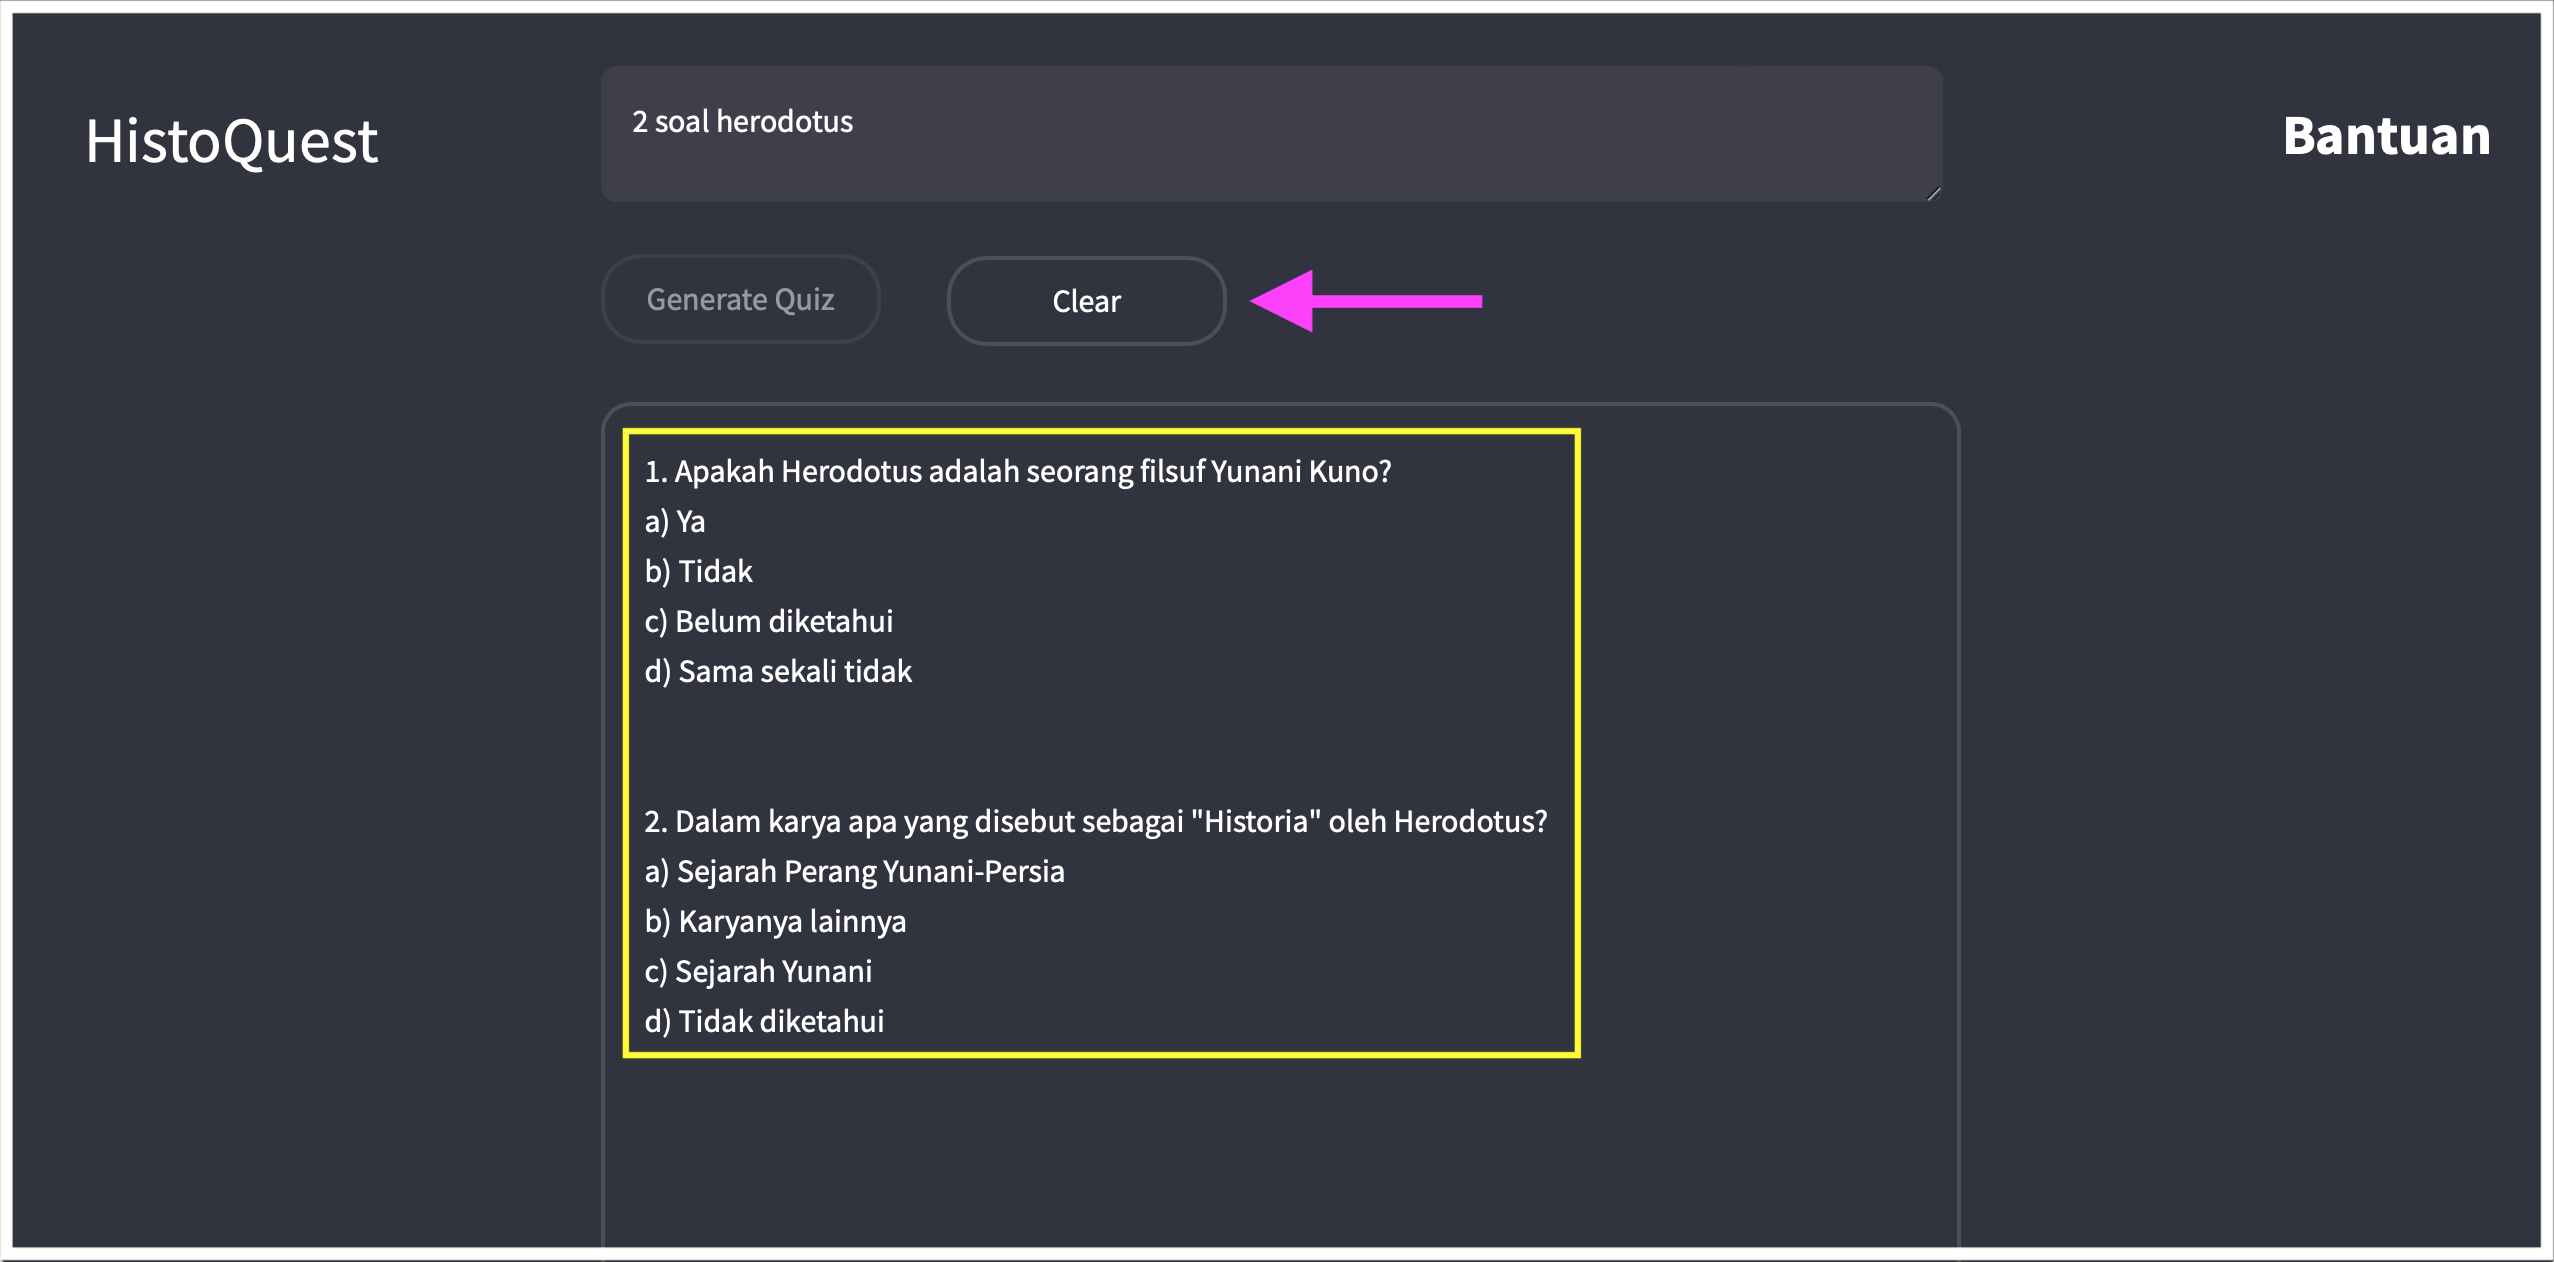 HistoQuest
2 soal herodotus
Bantuan
Generate Quiz
Clear
1. Apakah Herodotus adalah seorang filsuf Yunani Kuno?
a) Ya
b) Tidak
c) Belum diketahui
d) Sama sekali tidak
2. Dalam karya apa yang disebut sebagai "Historia" oleh Herodotus?
a) Sejarah Perang Yunani-Persia
b) Karyanya lainnya
c) Sejarah Yunani
d) Tidak diketahui